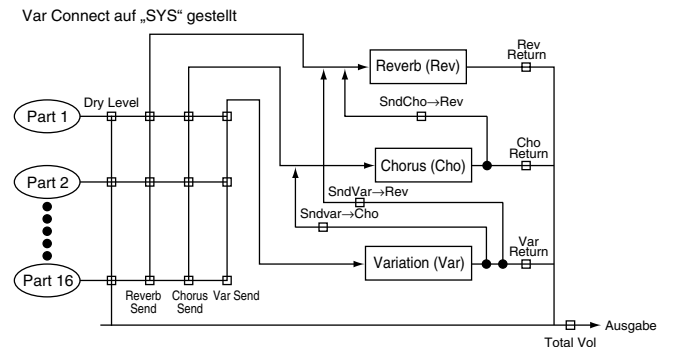 Var Connect auf „SYS“ gestellt
Rev
Return
Reverb (Rev)
Dry Level
SndCho→Rev
Part 1
Cho
Return
Chorus (Cho)
Part 2
SndVar→Rev
Sndvar→Cho
Var
Return
Variation (Var)
Part 16
Reverb
Send
Chorus
Send
Var Send
Ausgabe
Total Vol